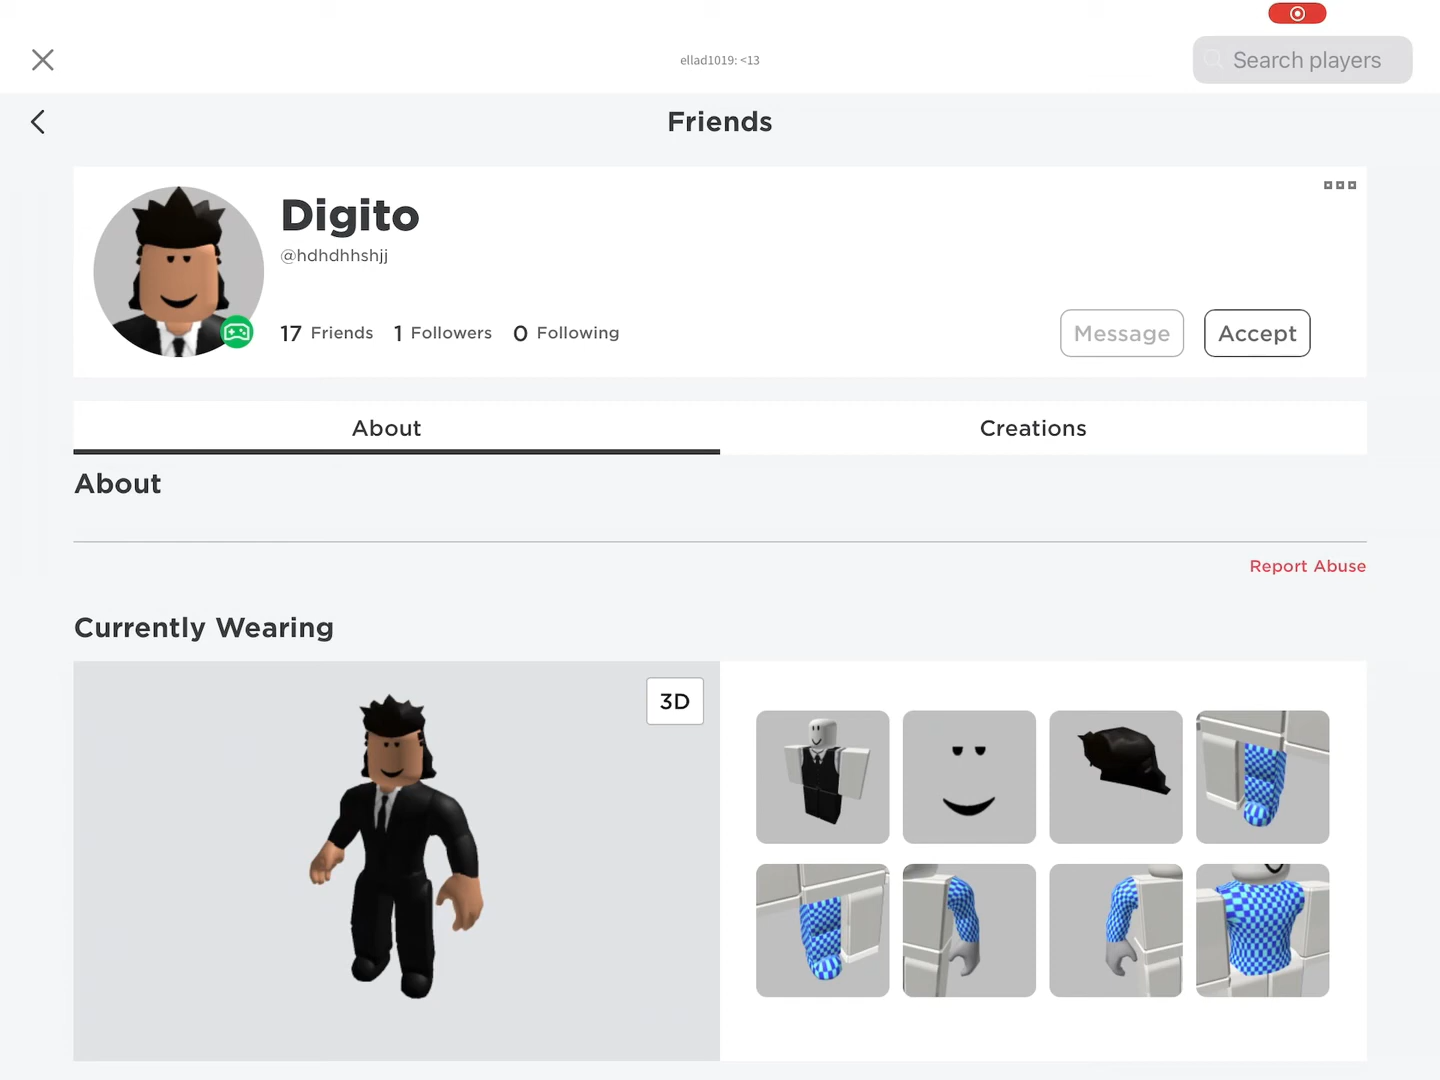 ellad1019: <13
Search players
Friends
Digito
@hdhdhhshjj
17 Friends 1 Followers 0 Following
Message
Accept
About
Creations
About
Report Abuse
Currently Wearing
3D